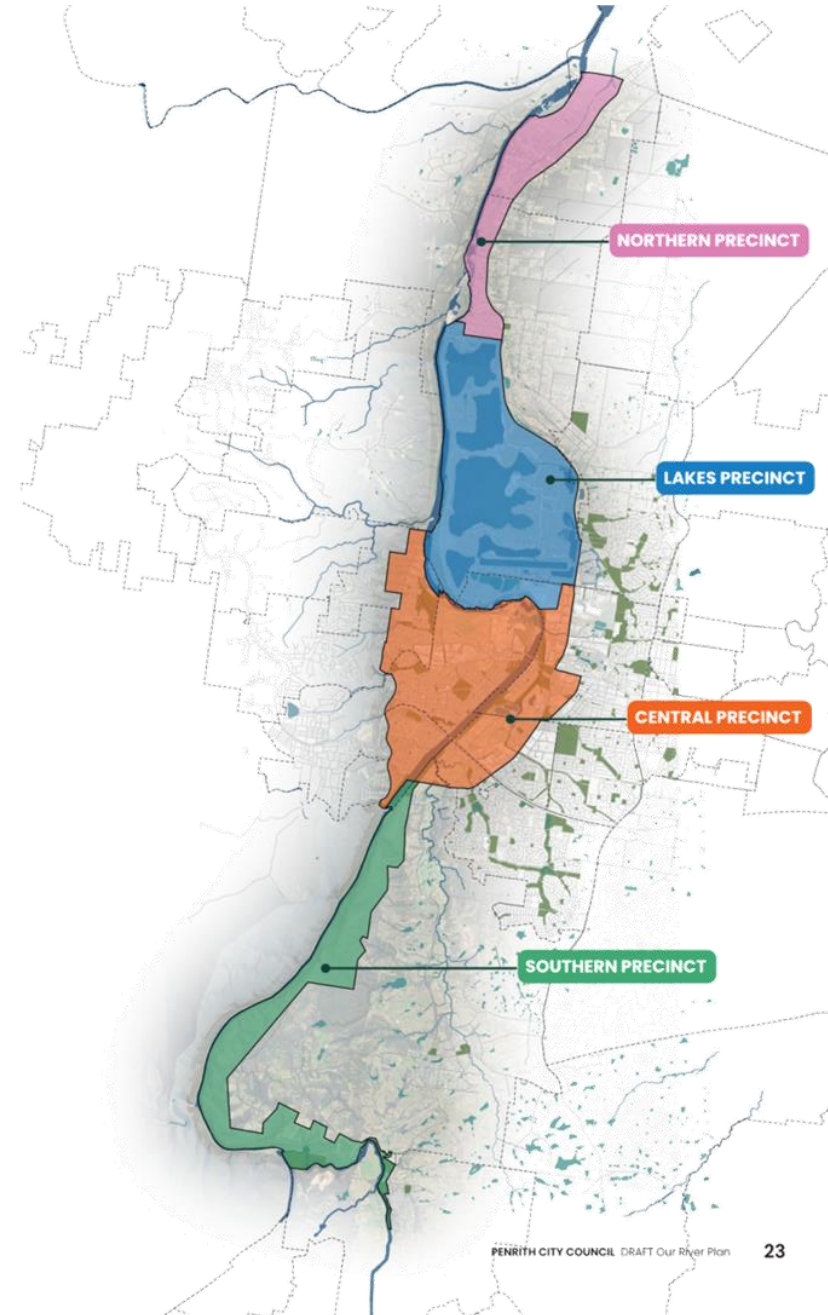 NORTHERN PRECINCT
LAKES PRECINCT
CENTRAL PRECINCT
SOUTHERN PRECINCT
PENRITH CITY COUNCIL DRAFT Our River Plan 23